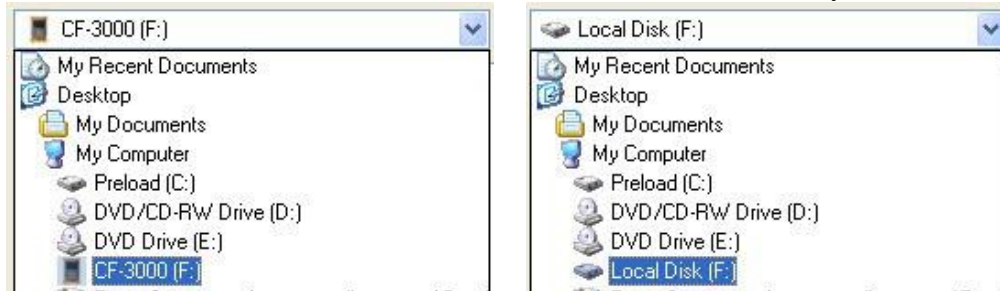 CF-3000 (F:)
My Recent Documents
Desktop
My Documents
My Computer
Preload (C:)
DVD/CD-RW Drive (D:)
DVD Drive (E:)
CF-3000 (F:)
Local Disk (F:)
My Recent Documents
Desktop
My Documents
My Computer
Preload (C:)
DVD/CD-RW Drive (D:)
DVD Drive (E:)
Local Disk (F:)